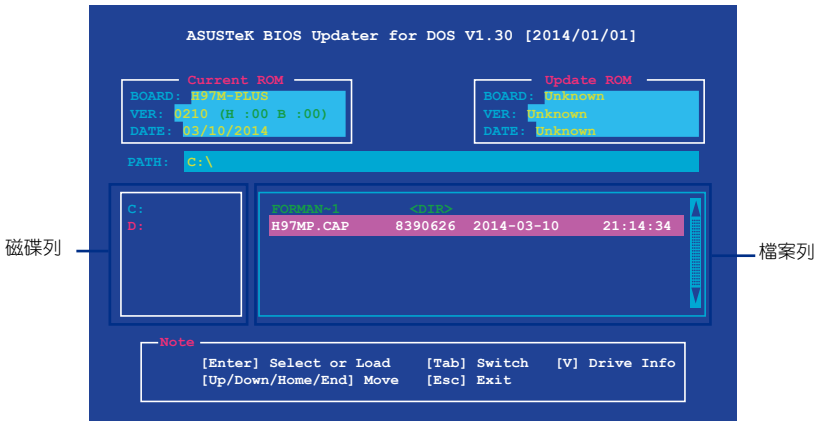 ASUSTeK BIOS Updater for DOS V1.30 [2014/01/01]
Current ROM
BOARD: H97M-PLUS
VER: 0210 (H :00 B :00)
DATE: 03/10/2014
Update ROM
BOARD: Unknown
VER: Unknown
DATE: Unknown
PATH: C:\
C:
D:
FORMAN~1 <DIR>
H97MP.CAP 8390626 2014-03-10 21:14:34
磁碟列
檔案列
Note
[Enter] Select or Load [Tab] Switch [V] Drive Info
[Up/Down/Home/End] Move [Esc] Exit